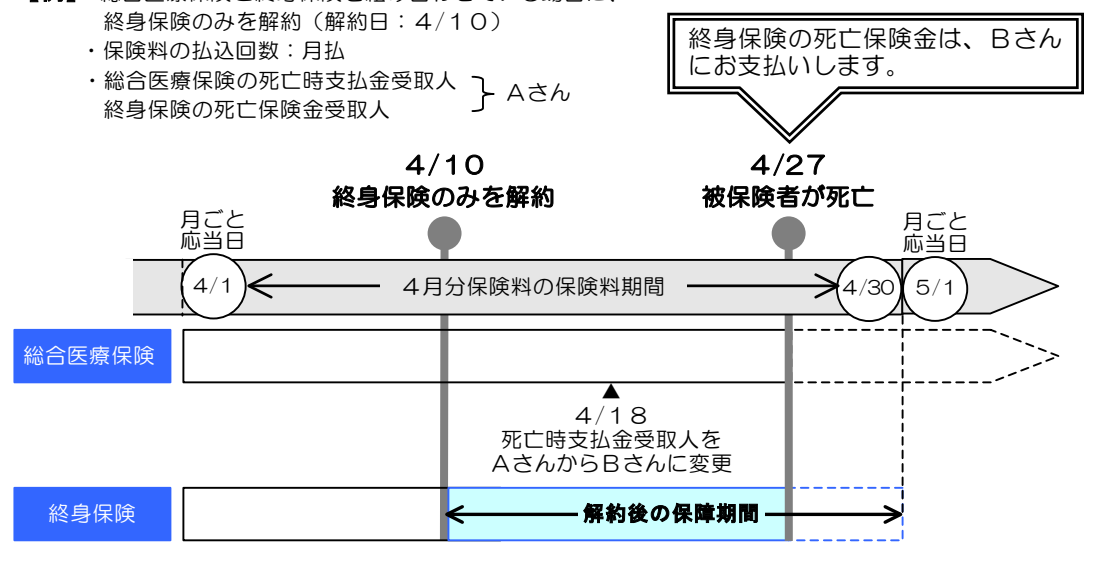 終身保険のみを解約（解約日：４/１０）
・保険料の払込回数：月払
・総合医療保険の死亡時支払金受取人
終身保険の死亡保険金受取人
Ａさん
終身保険の死亡保険金は、Ｂさん
にお支払いします。
４/１０
終身保険のみを解約
４/２７
被保険者が死亡
月ごと
応当日
月ごと
応当日
４/１
４月分保険料の保険料期間
４/３０
５/１
総合医療保険
▲
４/１８
死亡時支払金受取人を
ＡさんからＢさんに変更
終身保険
解約後の保障期間